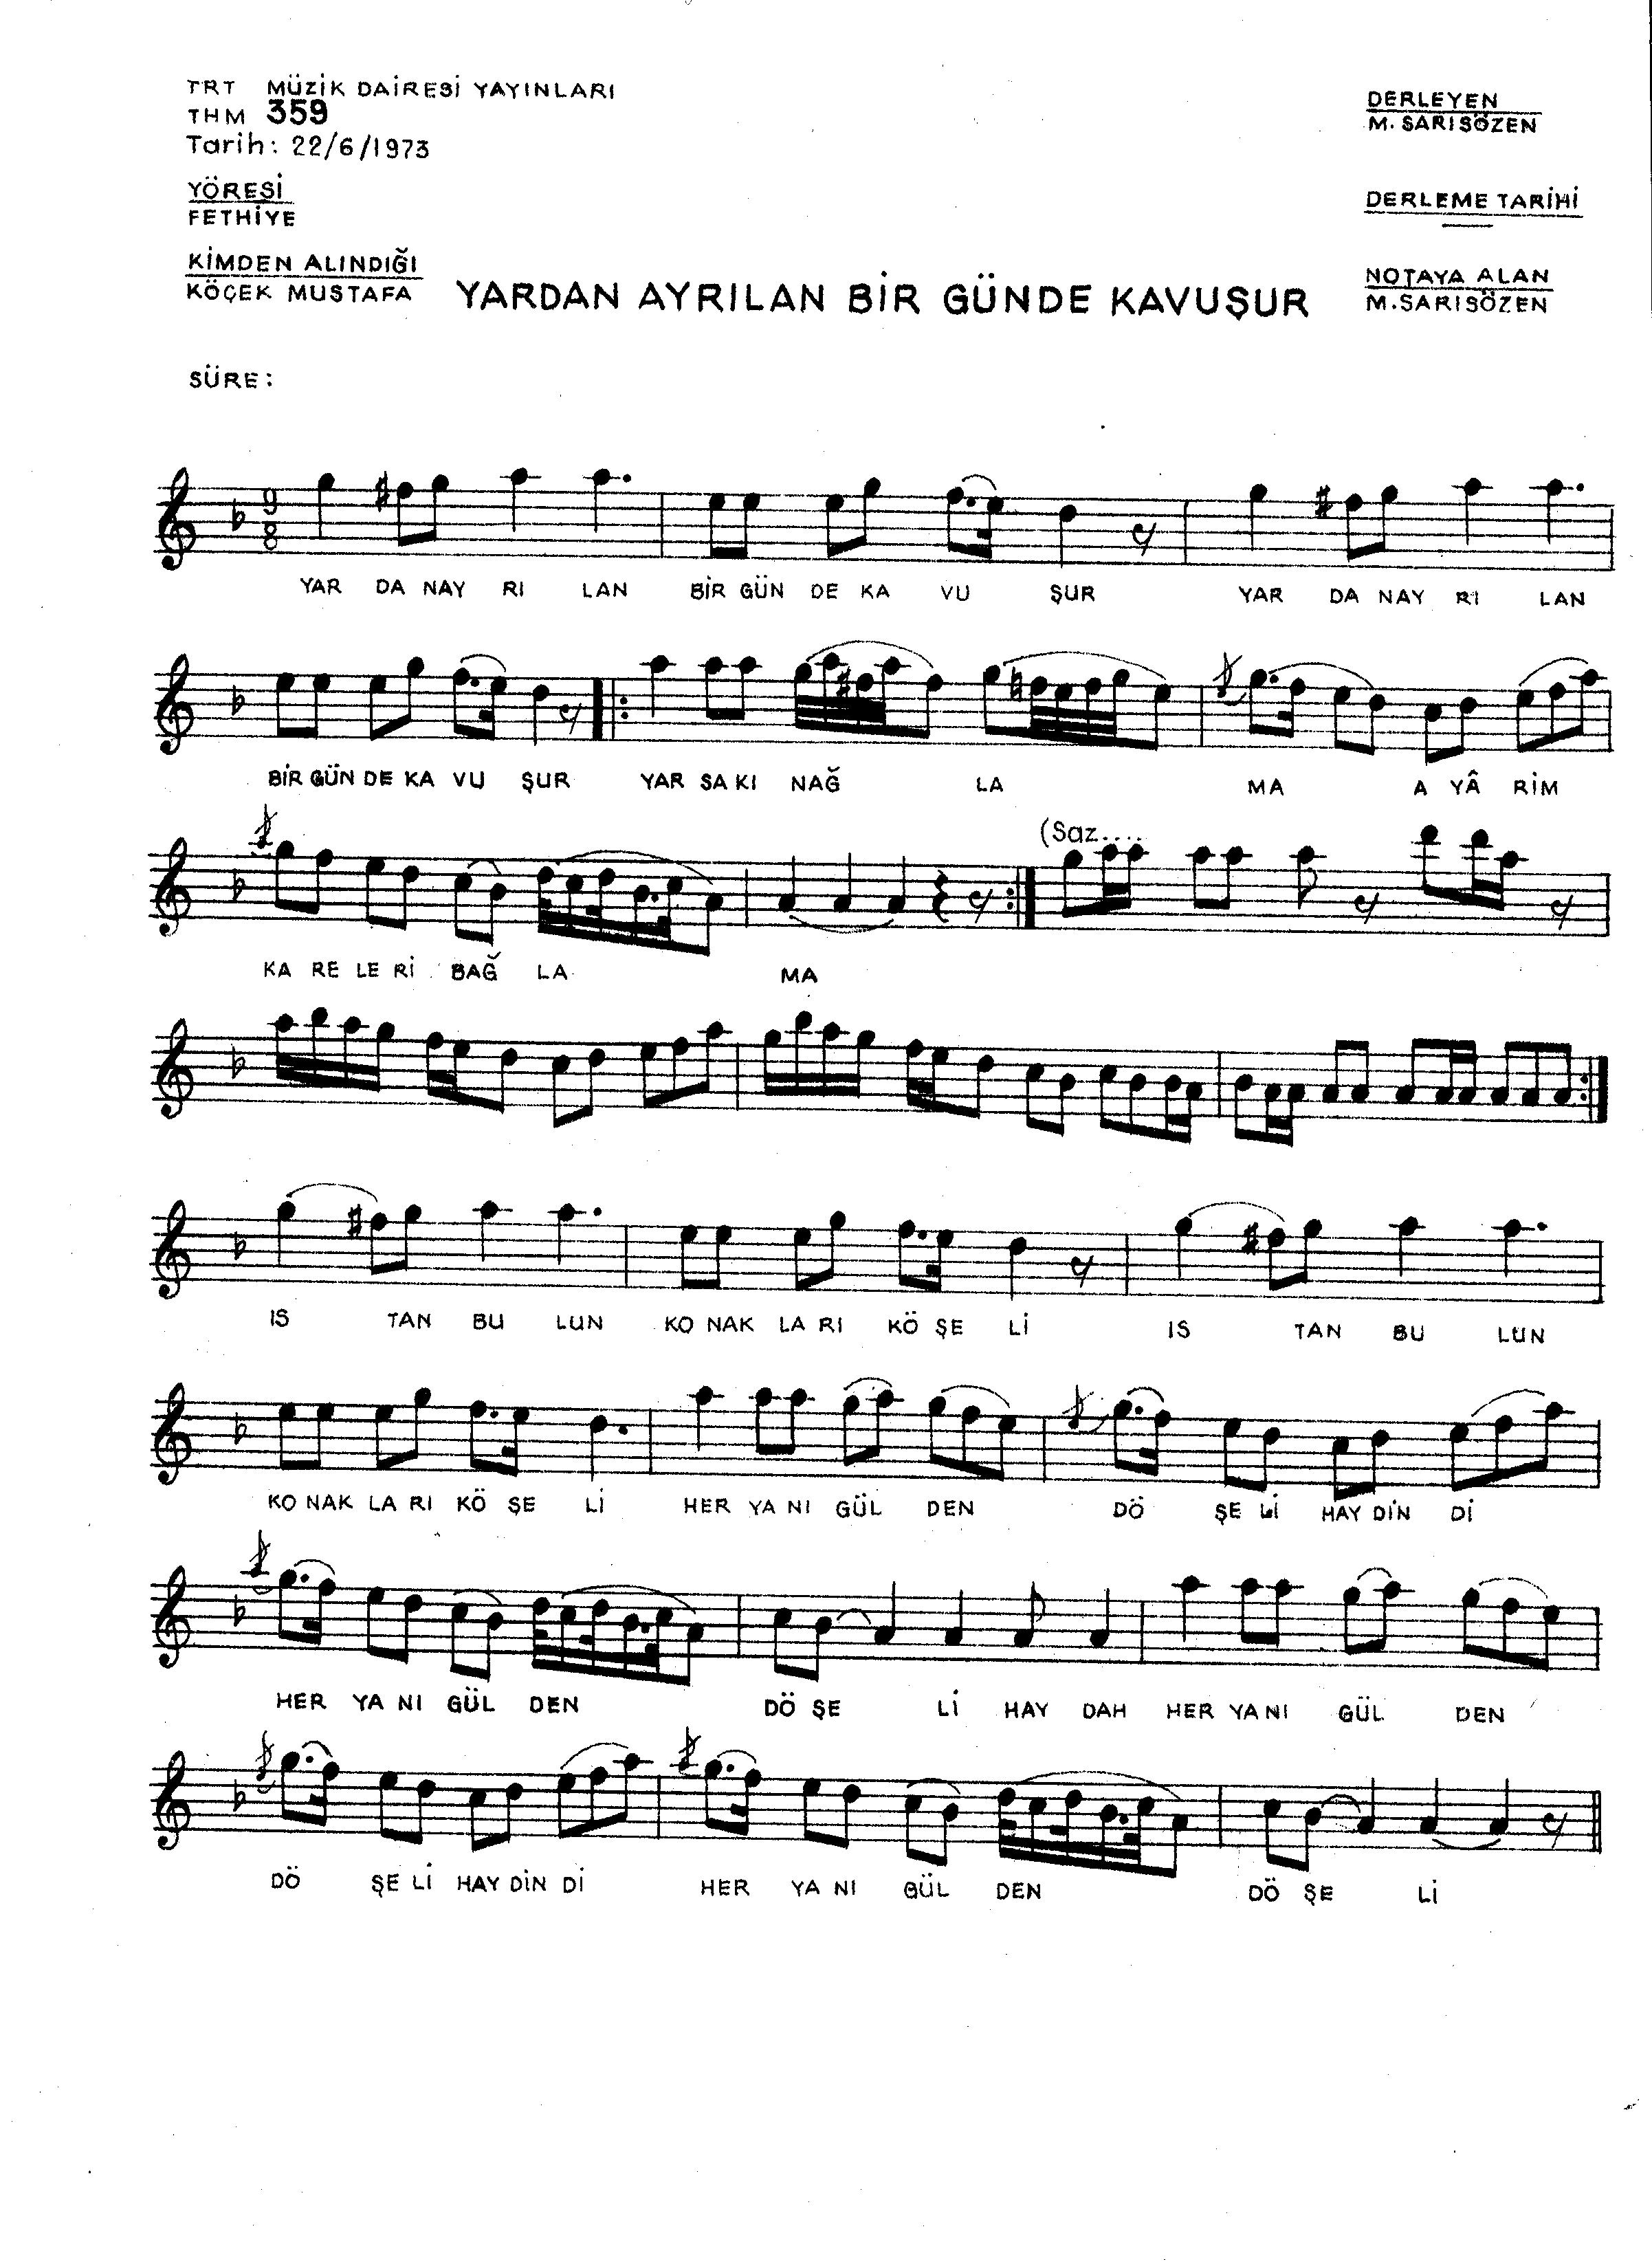 TRT MÜZİK DAİRESİ YAYINLARI
THM 359
Tarih: 22/6/1973
YÖRESİ
FETHİYE
KİMDEN ALINDIĞI
KÖÇEK MUSTAFA
DERLEYEN
M. SARISÖZEN
DERLEME TARİHİ
NOTAYA ALAN
M. SARISÖZEN
YARDAN AYRILAN BİR GÜNDE KAVUŞUR
SÜRE:
9
8
YAR DA NAY RI LAN BİR GÜN DE KA VU ŞUR YAR DA NAY RI LAN
BİR GÜN DE KA VU ŞUR YAR SA KI NAĞ LA MA A YÂ RİM
(Saz....
KA RE LE Rİ BAĞ LA MA
IS TAN BU LUN KO NAK LA RI KÖ ŞE Lİ IS TAN BU LUN
KO NAK LA RI KÖ ŞE Lİ HER YA NI GÜL DEN DÖ ŞE Lİ HAY DİN Dİ
HER YA NI GÜL DEN DÖ ŞE Lİ HAY DAH HER YA NI GÜL DEN
DÖ ŞE Lİ HAY DİN Dİ HER YA NI GÜL DEN DÖ ŞE Lİ